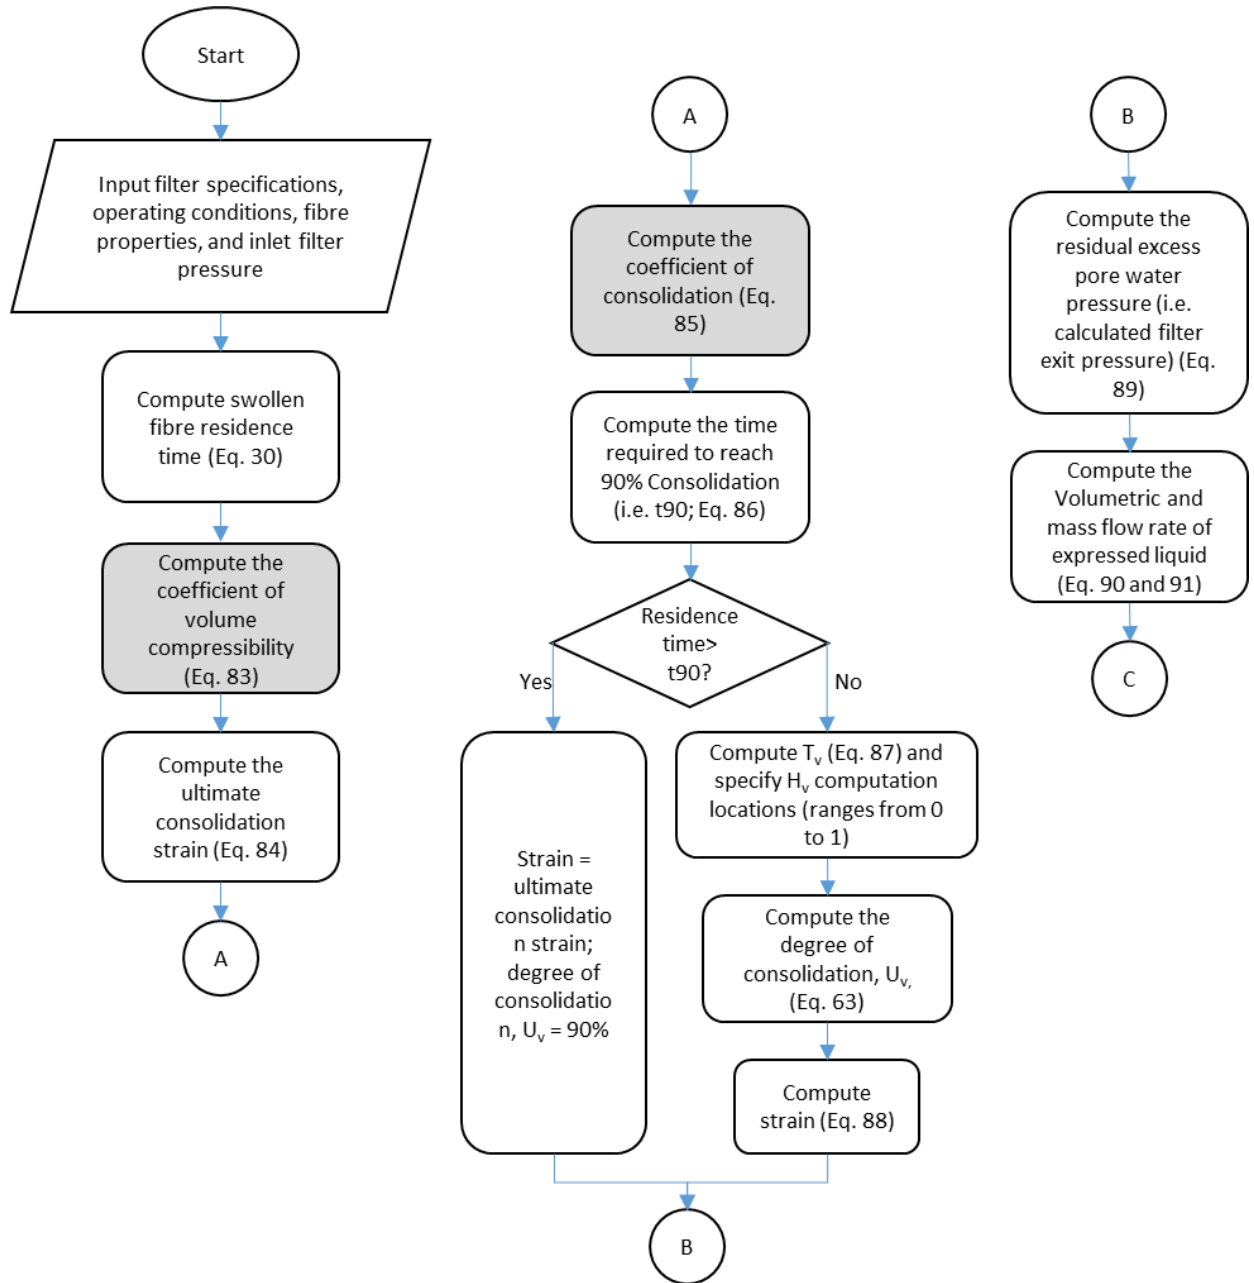 Start
Input filter specifications,
operating conditions, fibre
properties, and inlet filter
pressure
Compute swollen
fibre residence
time (Eq. 30)
Compute the
coefficient of
volume
compressibility
(Eq. 83)
Compute the
ultimate
consolidation
strain (Eq. 84)
A
A
Compute the
coefficient of
consolidation (Eq.
85)
Compute the time
required to reach
90% Consolidation
(i.e. t90; Eq. 86)
Residence
time>
t90?
Yes
No
Strain =
ultimate
consolidatio
n strain;
degree of
consolidatio
n, Uv = 90%
Compute Tv (Eq. 87) and
specify Hv computation
locations (ranges from 0
to 1)
Compute the
degree of
consolidation, Uv,
(Eq. 63)
Compute
strain (Eq. 88)
B
B
Compute the
residual excess
pore water
pressure (i.e.
calculated filter
exit pressure) (Eq.
89)
Compute the
Volumetric and
mass flow rate of
expressed liquid
(Eq. 90 and 91)
C